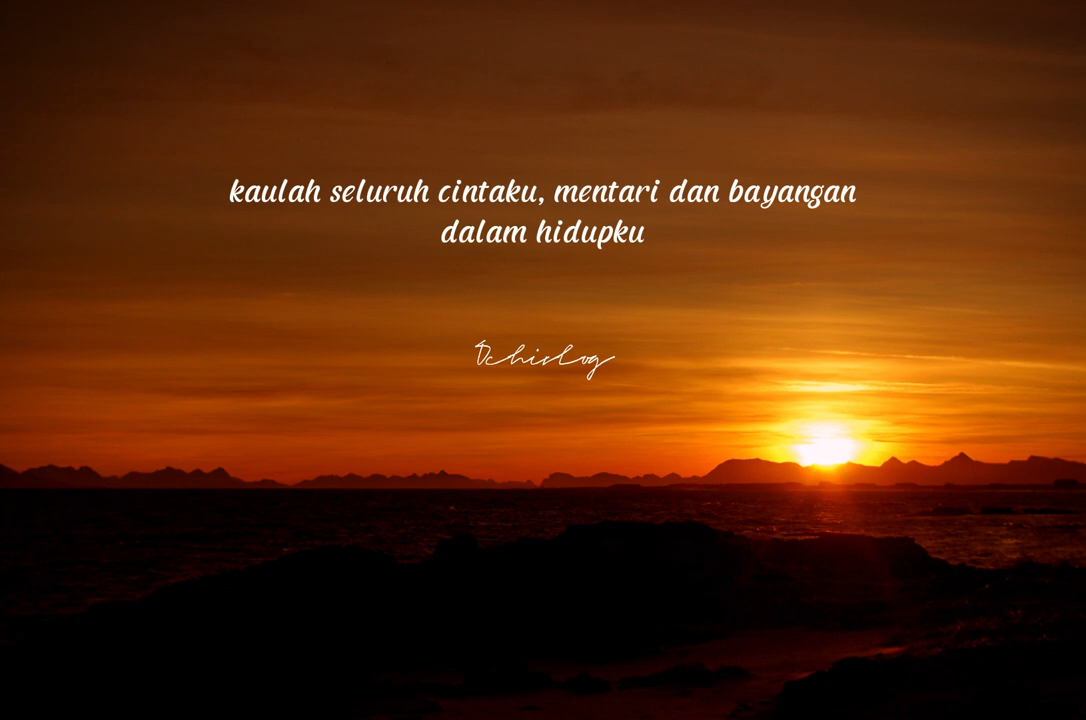 kaulah seluruh cintaku, mentari dan bayangan
dalam hidupku